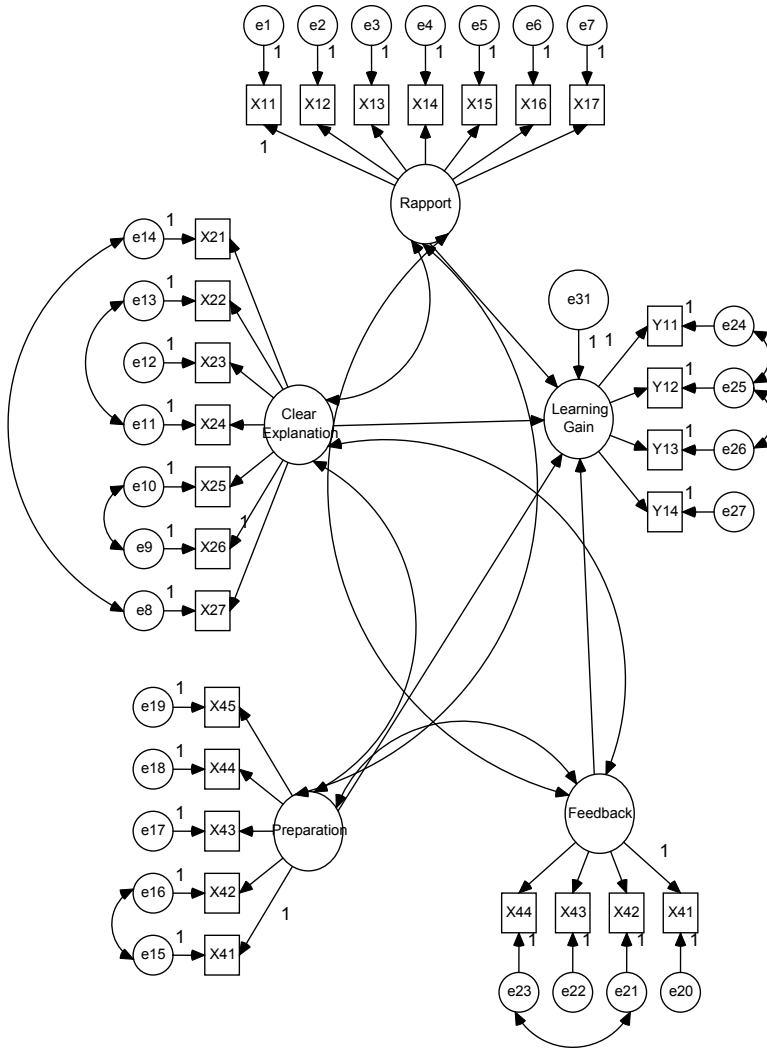 e1 e2 e3 e4 e5 e6 e7
1 1 1 1 1 1 1
X11 X12 X13 X14 X15 X16 X17
1
Rapport
e14 1 X21
e13 1 X22
e12 1 X23
e11 1 X24
e10 1 X25
e9 1 X26
1
e8 1 X27
Clear
Explanation
e31
1 1
Learning
Gain
Y11 1 e24
Y12 1 e25
Y13 1 e26
Y14 1 e27
e19 1 X45
e18 1 X44
e17 1 X43
e16 1 X42
e15 1 X41
1
Preparation
Feedback
1
X44 X43 X42 X41
1 1 1 1
e23 e22 e21 e20